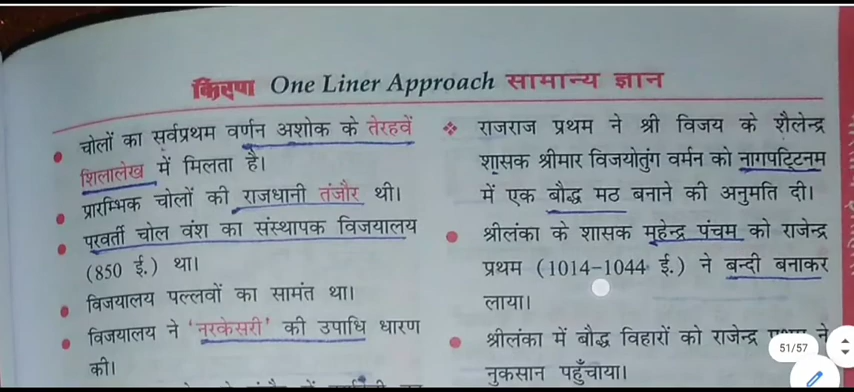 किरण One Liner Approach सामान्य ज्ञान
चोलों का सर्वप्रथम वर्णन अशोक के तेरहवें
शिलालेख में मिलता है।
प्रारम्भिक चोलों की राजधानी तंजौर थी।
परवर्ती चोल वंश का संस्थापक विजयालय
(850 ई.) था।
विजयालय पल्लवों का सामंत था।
विजयालय ने 'नरकेसरी' की उपाधि धारण
की।
राजराज प्रथम ने श्री विजय के शैलेन्द्र
शासक श्रीमार विजयोतुंग वर्मन को नागपट्टिनम
में एक बौद्ध मठ बनाने की अनुमति दी।
श्रीलंका के शासक महेन्द्र पंचम को राजेन्द्र
प्रथम (1014–1044 ई.) ने बन्दी बनाकर
लाया।
श्रीलंका में बौद्ध विहारों को राजेन्द्र प्रथम ने
नुकसान पहुँचाया।
51/57